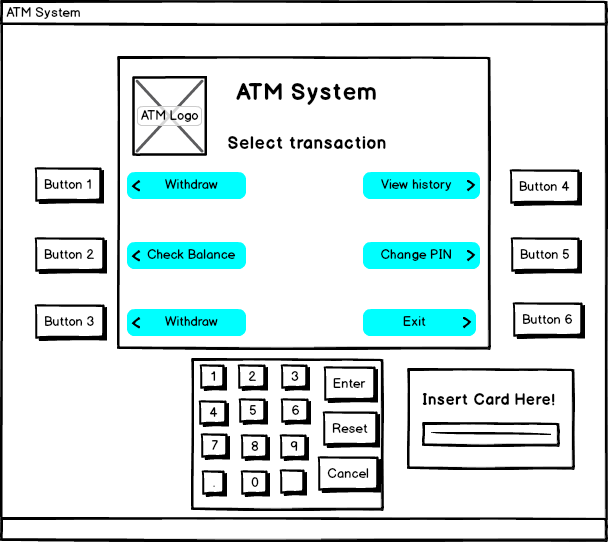 ATM System
ATM System
ATM Logo
Select transaction
Button 1
Withdraw
View history
Button 4
Button 2
Check Balance
Change PIN
Button 5
Button 3
Withdraw
Exit
Button 6
1 2 3 Enter
4 5 6 Reset
7 8 9 Cancel
. 0
Insert Card Here!